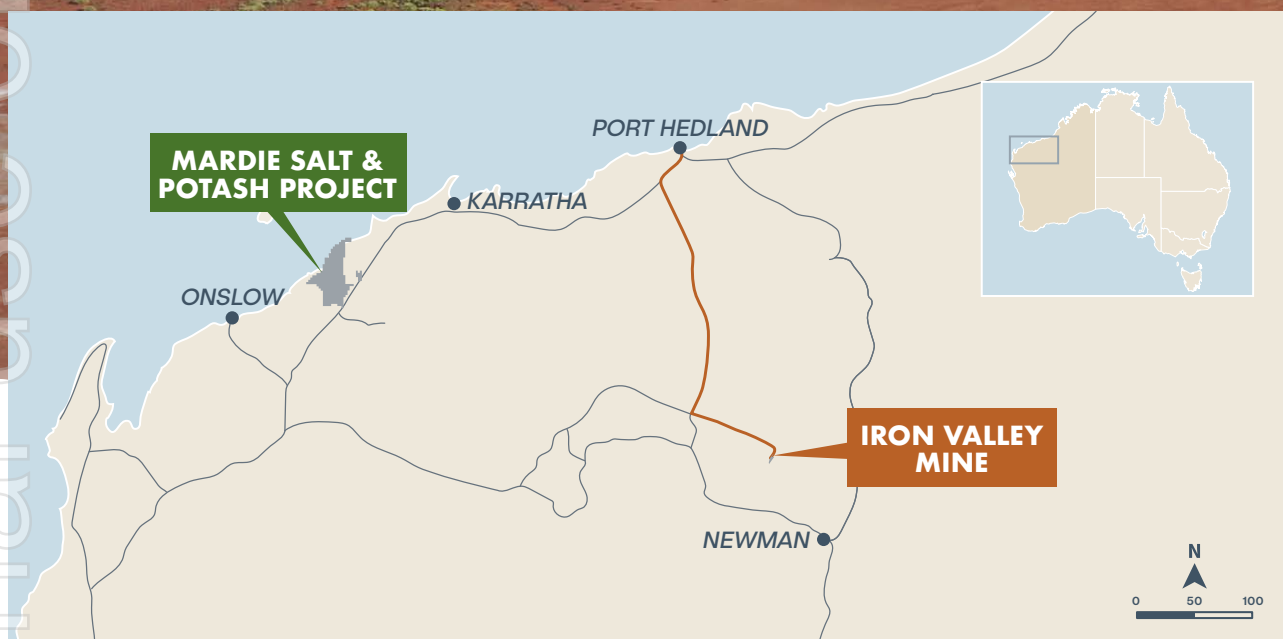 PORT HEDLAND
MARDIE SALT &
POTASH PROJECT
KARRATHA
ONSLOW
IRON VALLEY
MINE
NEWMAN
N
0 50 100